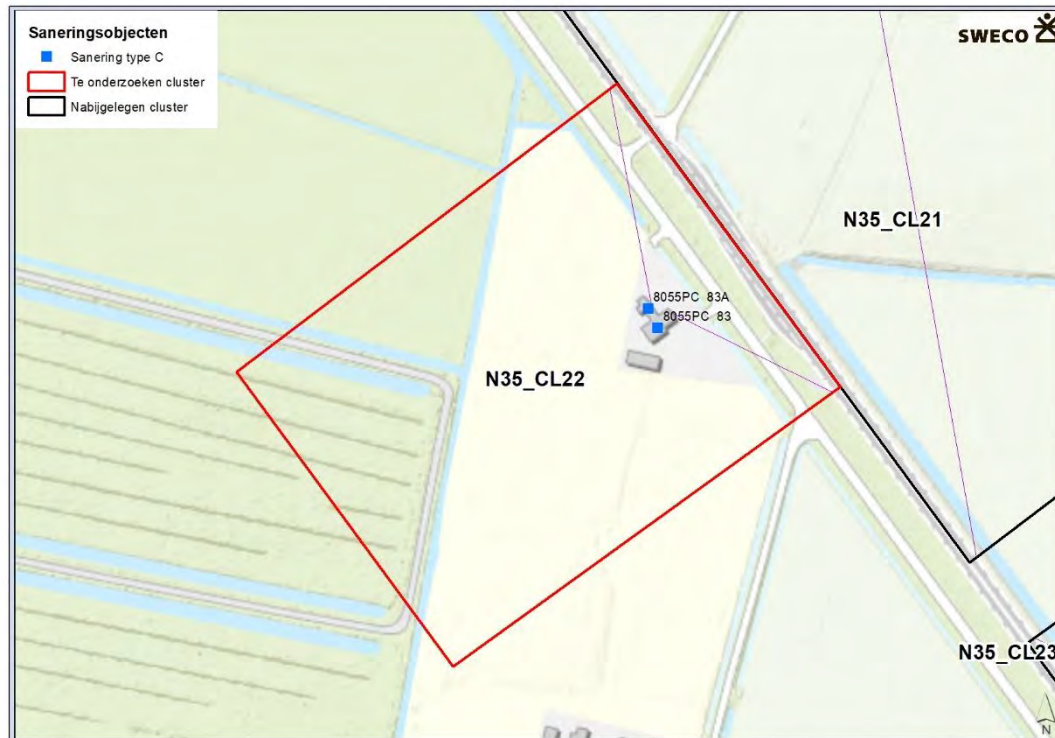 Saneringsobjecten
Sanering type C
Te onderzoeken cluster
Nabijgelegen cluster
SWECO
N35_CL21
8055PC 83A
8055PC 83
N35_CL22
N35_CL23
N